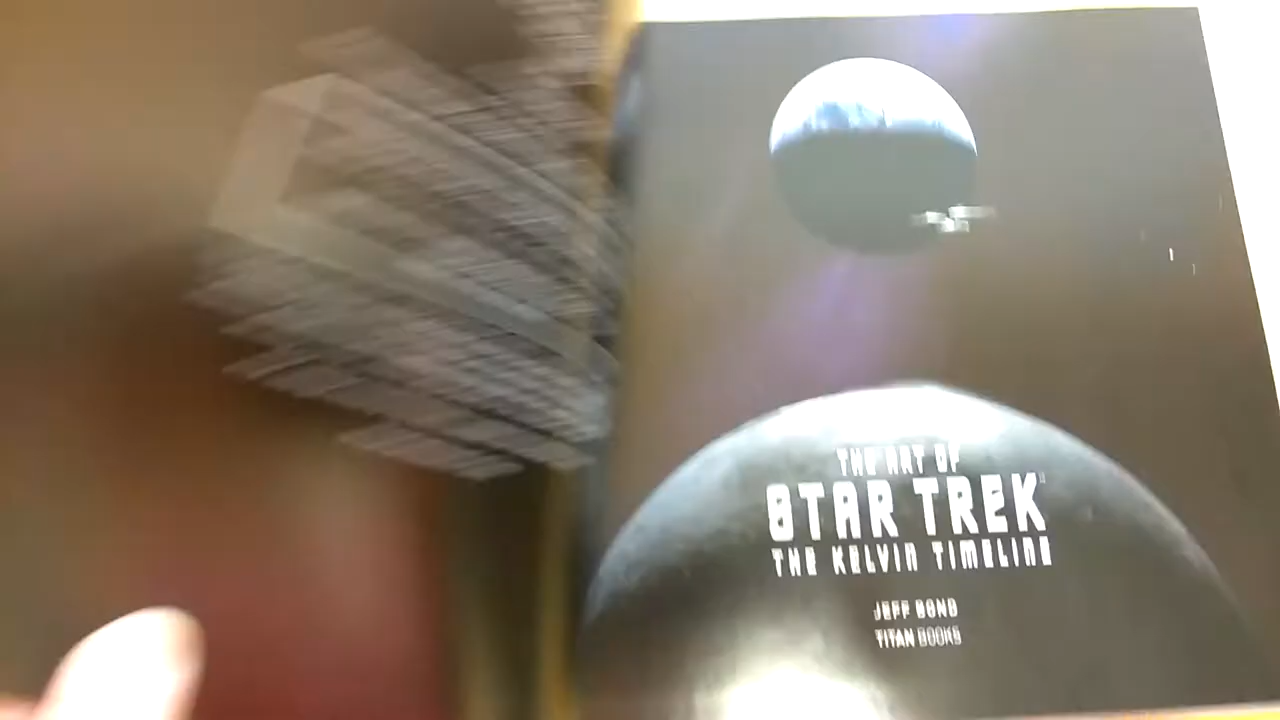 THE ART OF
STAR TREK
THE KELVIN TIMELINE
JEFF BOND
TITAN BOOKS